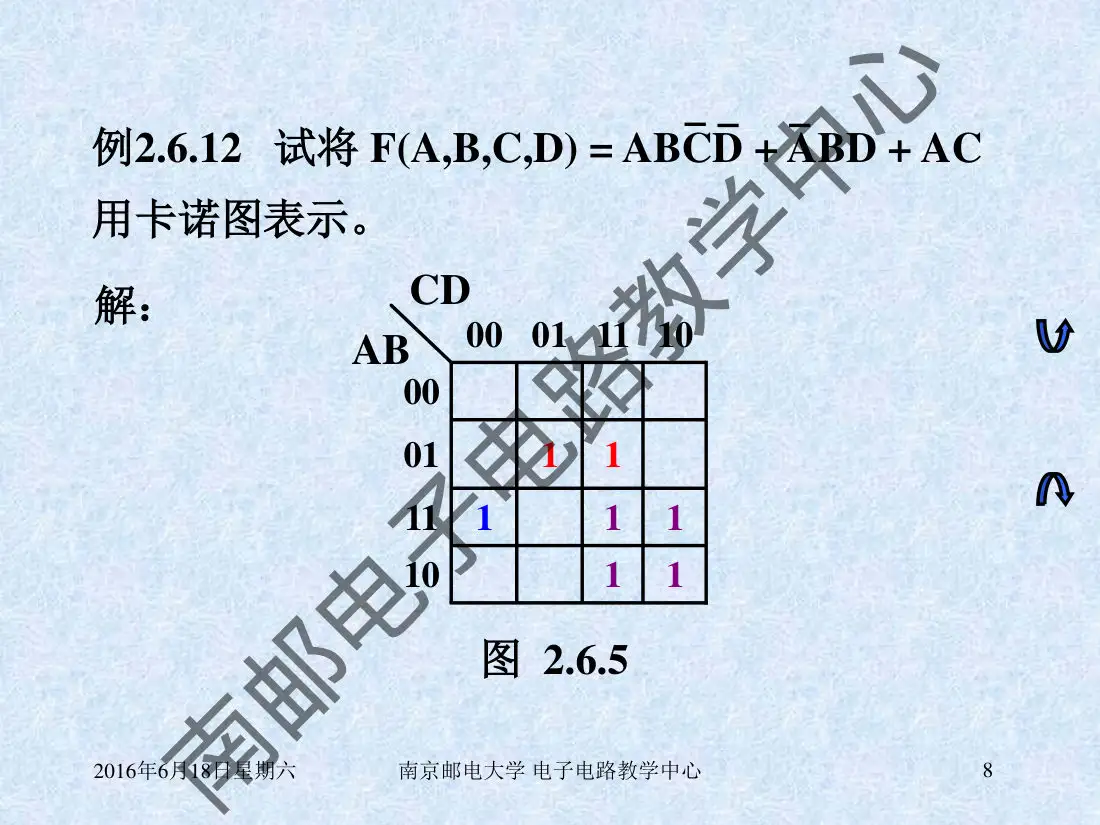 例2.6.12 试将 F(A,B,C,D) = ABC̅D̅ + A̅BD + AC
用卡诺图表示。
解：
CD
AB
00 01 11 10
00
01 1 1
11 1 1 1
10 1 1
图 2.6.5
2016年6月18日星期六 南京邮电大学 电子电路教学中心 8
南邮电子电路教学中心